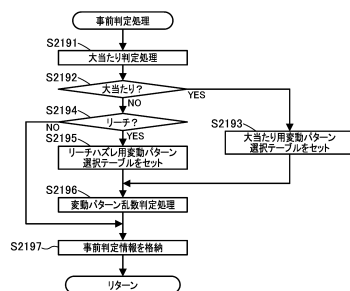 事前判定処理
S2191
大当たり判定処理
S2192
大当たり？
YES
NO
S2194
リーチ？
NO
YES
S2193
大当たり用変動パターン
選択テーブルをセット
S2195
リーチハズレ用変動パターン
選択テーブルをセット
S2196
変動パターン乱数判定処理
S2197
事前判定情報を格納
リターン